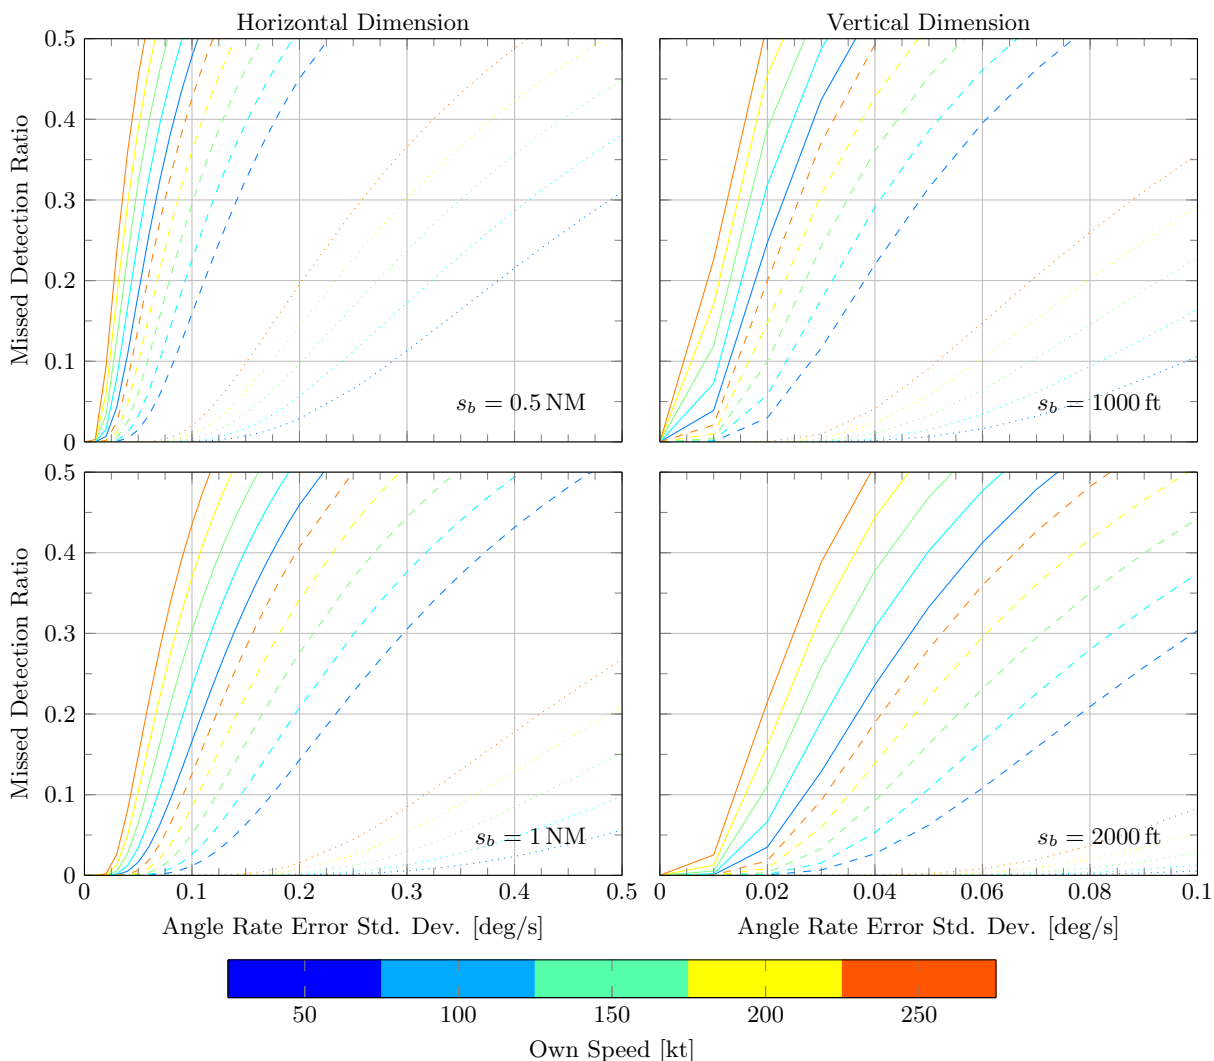 Horizontal Dimension
Vertical Dimension
Missed Detection Ratio
0.5
0.4
0.3
0.2
0.1
0
s_b = 0.5 NM
s_b = 1000 ft
Missed Detection Ratio
0.5
0.4
0.3
0.2
0.1
0
s_b = 1 NM
s_b = 2000 ft
0 0.1 0.2 0.3 0.4 0.5
0 0.02 0.04 0.06 0.08 0.1
Angle Rate Error Std. Dev. [deg/s]
Angle Rate Error Std. Dev. [deg/s]
50 100 150 200 250
Own Speed [kt]